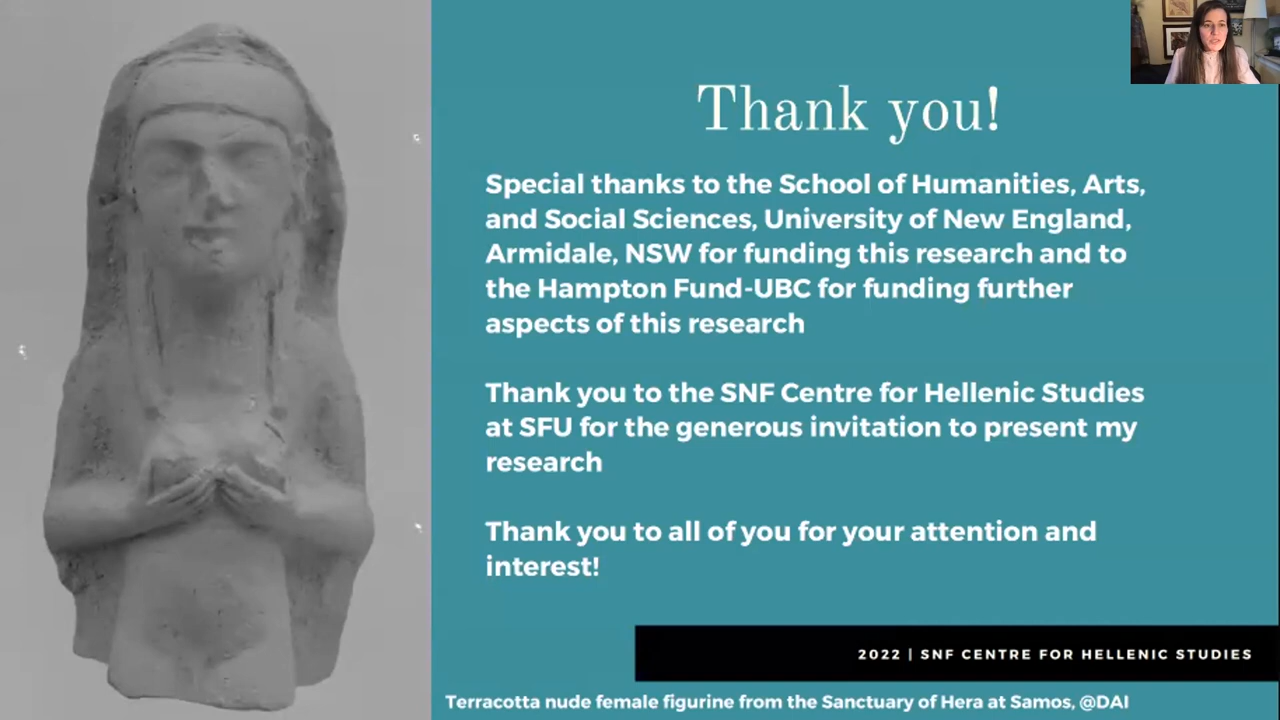 Thank you!
Special thanks to the School of Humanities, Arts,
and Social Sciences, University of New England,
Armidale, NSW for funding this research and to
the Hampton Fund-UBC for funding further
aspects of this research
Thank you to the SNF Centre for Hellenic Studies
at SFU for the generous invitation to present my
research
Thank you to all of you for your attention and
interest!
2022 | SNF CENTRE FOR HELLENIC STUDIES
Terracotta nude female figurine from the Sanctuary of Hera at Samos, @DAI